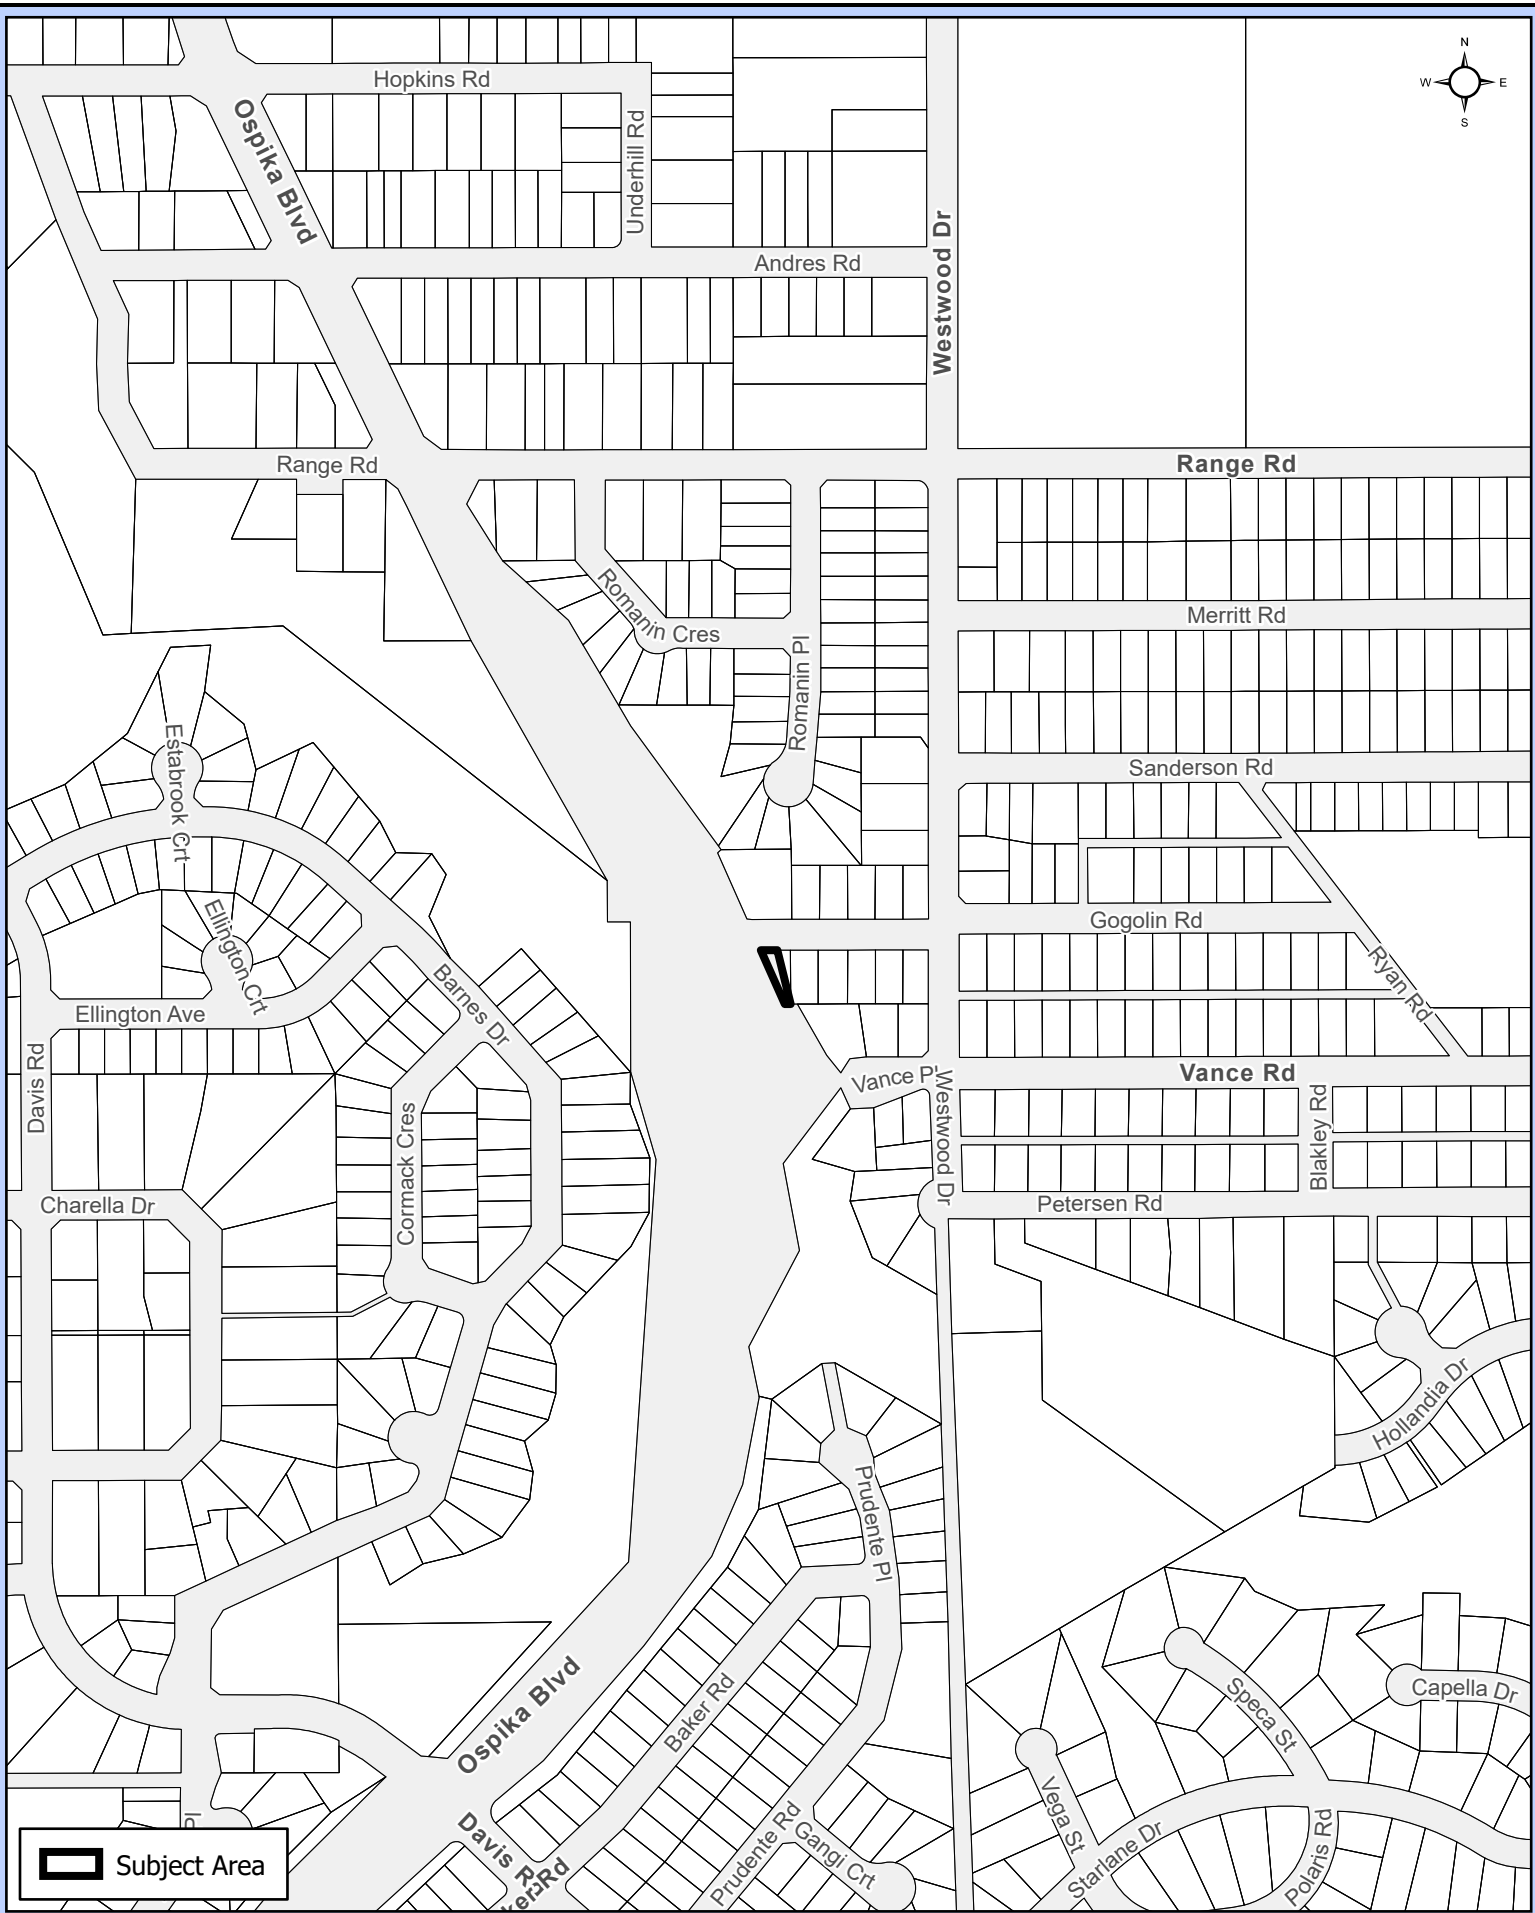 N
W E
S
Hopkins Rd
Ospika Blvd
Underhill Rd
Andres Rd
Westwood Dr
Range Rd
Range Rd
Romanin Cres
Merritt Rd
Romanin Pl
Estabrook Crt
Sanderson Rd
Ellington Crt
Gogolin Rd
Ryan Rd
Barnes Dr
Ellington Ave
Davis Rd
Vance Pl
Vance Rd
Westwood Dr
Blakley Rd
Cormack Cres
Charella Dr
Petersen Rd
Hollandia Dr
Prudente Pl
Ospika Blvd
Baker Rd
Speca St
Capella Dr
Vega St
Pl
Davis Rd
ker Rd
Prudente Rd
Gangi Crt
Starlane Dr
Polaris Rd
Subject Area